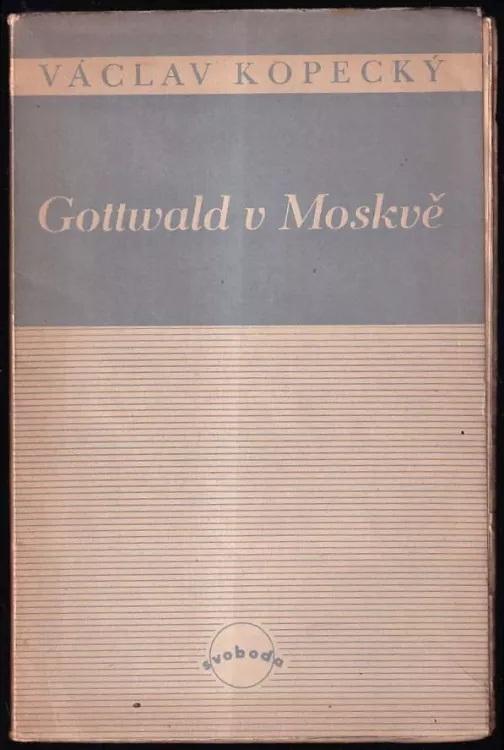 VÁCLAV KOPECKÝ
Gottwald v Moskvě
svoboda